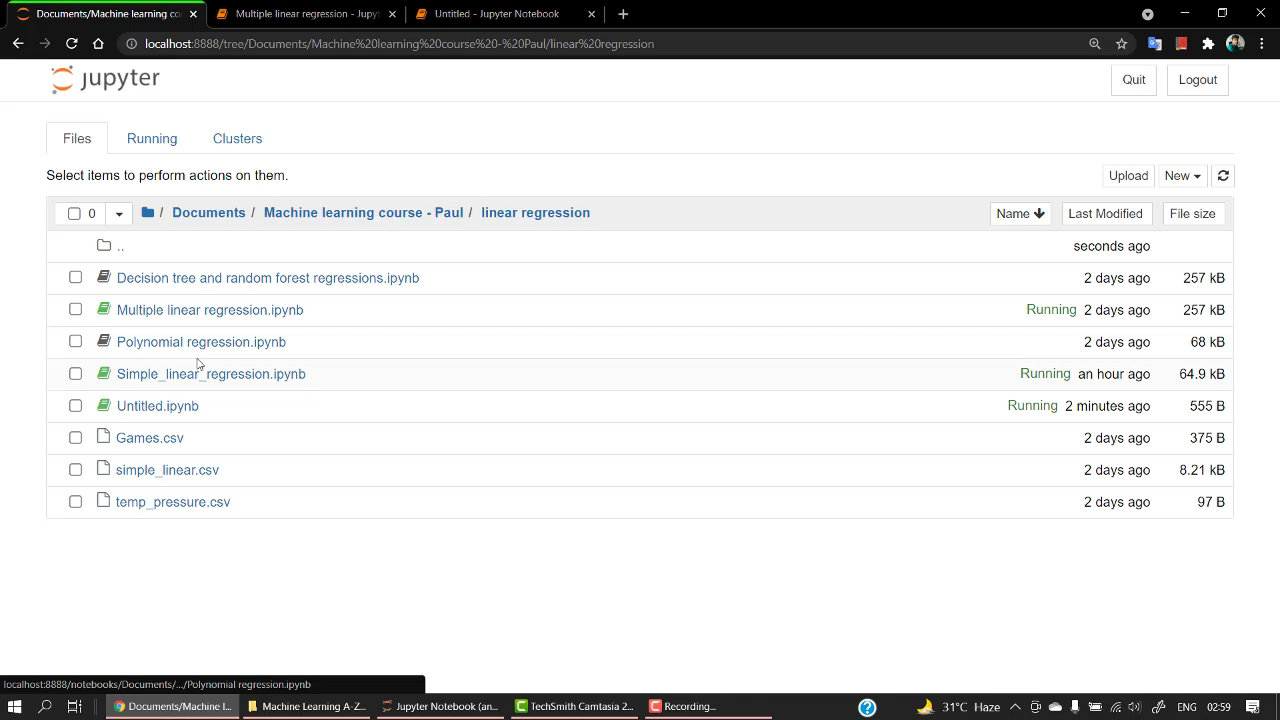 Documents/Machine learning co
Multiple linear regression - Jupyt
Untitled - Jupyter Notebook
localhost:8888/tree/Documents/Machine%20learning%20course%20-%20Paul/linear%20regression
jupyter
Quit
Logout
Files
Running
Clusters
Select items to perform actions on them.
Upload
New
0
/ Documents / Machine learning course - Paul / linear regression
Name
Last Modified
File size
..
seconds ago
Decision tree and random forest regressions.ipynb
2 days ago
257 kB
Multiple linear regression.ipynb
Running
2 days ago
257 kB
Polynomial regression.ipynb
2 days ago
68 kB
Simple_linear_regression.ipynb
Running
an hour ago
64.9 kB
Untitled.ipynb
Running
2 minutes ago
555 B
Games.csv
2 days ago
375 B
simple_linear.csv
2 days ago
8.21 kB
temp_pressure.csv
2 days ago
97 B
localhost:8888/notebooks/Documents/.../Polynomial regression.ipynb
Documents/Machine l...
Machine Learning A-Z...
Jupyter Notebook (an...
TechSmith Camtasia 2...
Recording...
31°C Haze
ENG
02:59